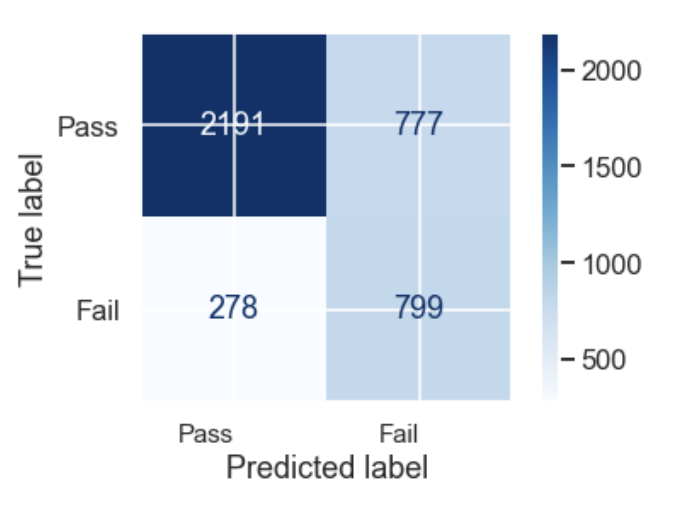 Pass
2191
777
Fail
278
799
Pass
Fail
Predicted label
True label
2000
1500
1000
500